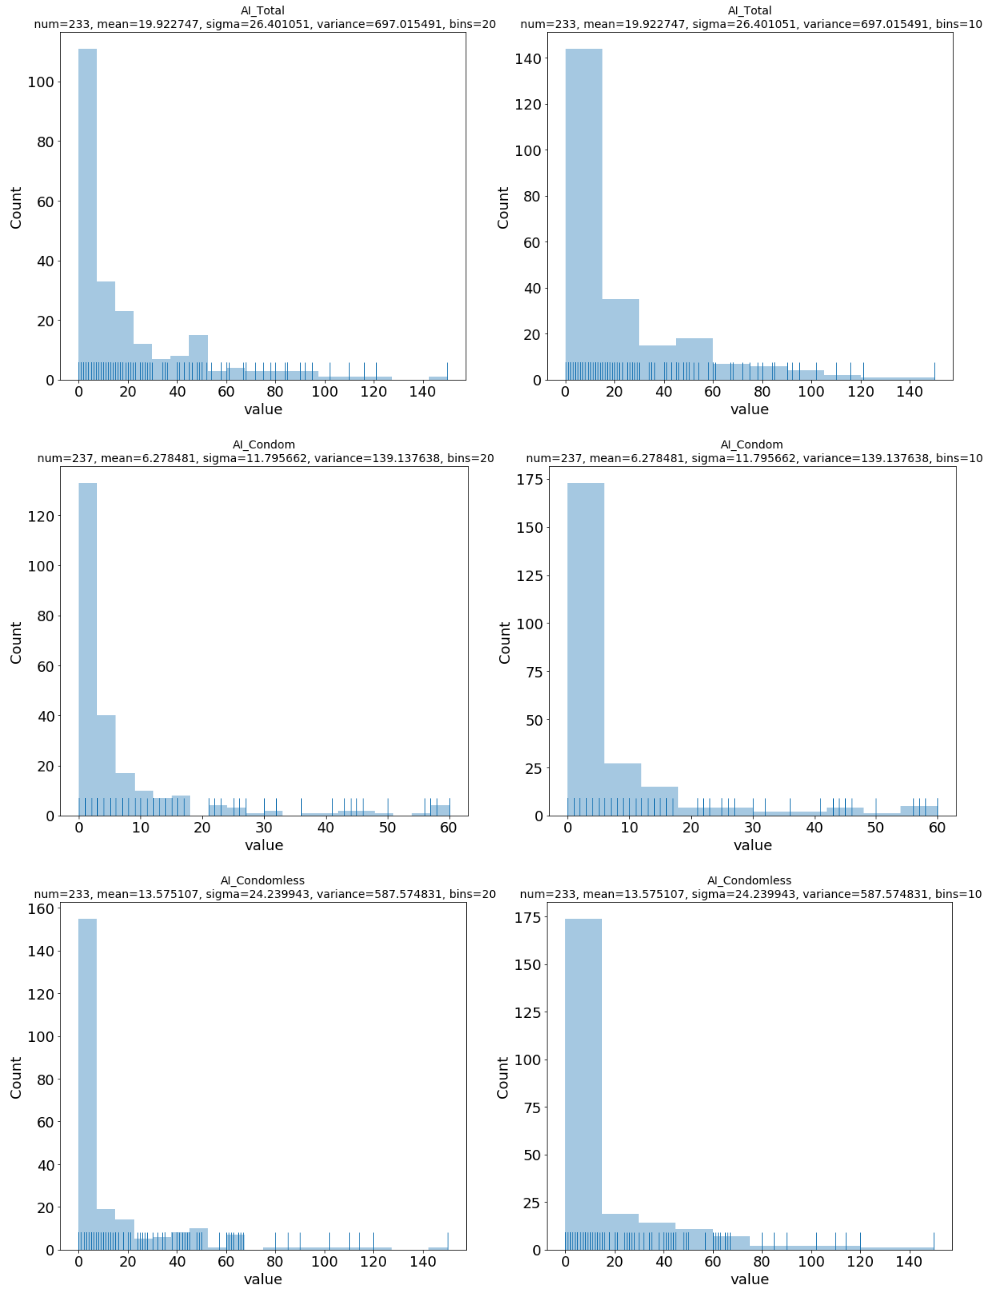 AI_Total
num=233, mean=19.922747, sigma=26.401051, variance=697.015491, bins=20
100
80
60
40
20
0
Count
0 20 40 60 80 100 120 140
value
AI_Total
num=233, mean=19.922747, sigma=26.401051, variance=697.015491, bins=10
140
120
100
80
60
40
20
0
Count
0 20 40 60 80 100 120 140
value
AI_Condom
num=237, mean=6.278481, sigma=11.795662, variance=139.137638, bins=20
120
100
80
60
40
20
0
Count
0 10 20 30 40 50 60
value
AI_Condom
num=237, mean=6.278481, sigma=11.795662, variance=139.137638, bins=10
175
150
125
100
75
50
25
0
Count
0 10 20 30 40 50 60
value
AI_Condomless
num=233, mean=13.575107, sigma=24.239943, variance=587.574831, bins=20
160
140
120
100
80
60
40
20
0
Count
0 20 40 60 80 100 120 140
value
AI_Condomless
num=233, mean=13.575107, sigma=24.239943, variance=587.574831, bins=10
175
150
125
100
75
50
25
0
Count
0 20 40 60 80 100 120 140
value